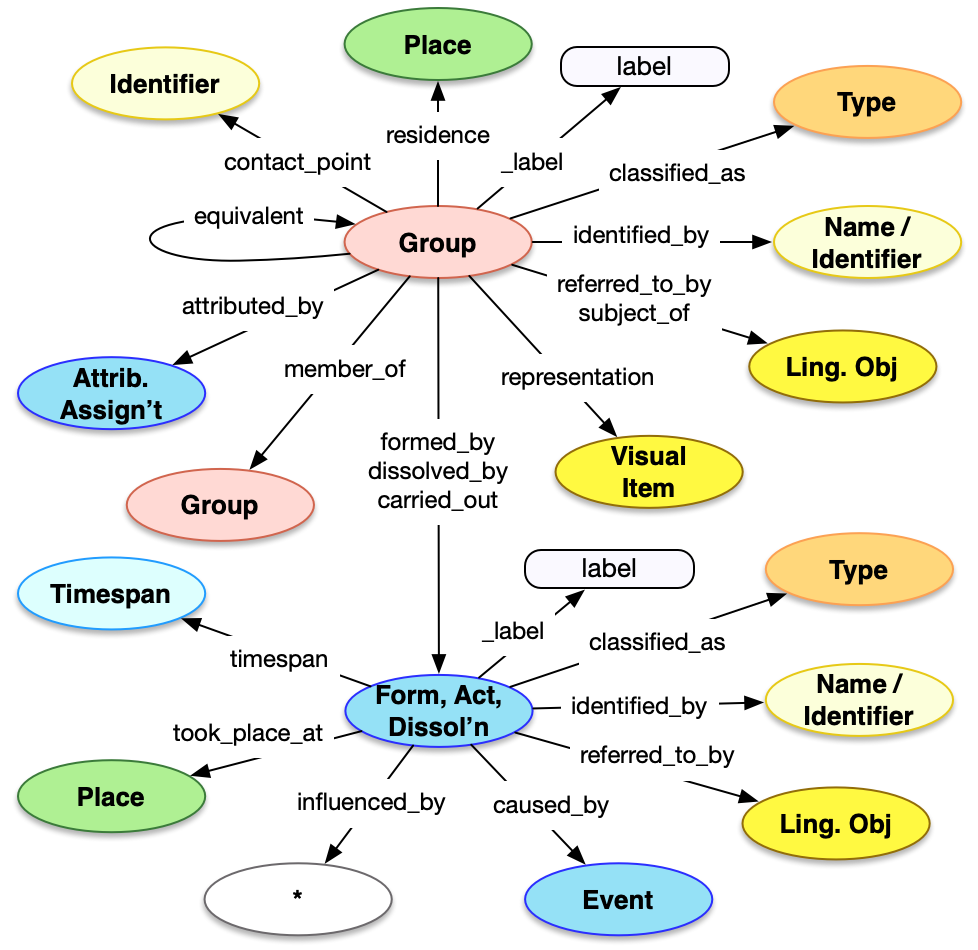 Place
label
Identifier
Type
residence
contact_point
_label
classified_as
equivalent
Group
identified_by
Name /
Identifier
referred_to_by
subject_of
attributed_by
member_of
representation
Ling. Obj
Attrib.
Assign’t
formed_by
dissolved_by
carried_out
Visual
Item
Group
label
Type
Timespan
_label
classified_as
timespan
Form, Act,
Dissol’n
identified_by
Name /
Identifier
took_place_at
referred_to_by
Place
influenced_by
caused_by
Ling. Obj
*
Event